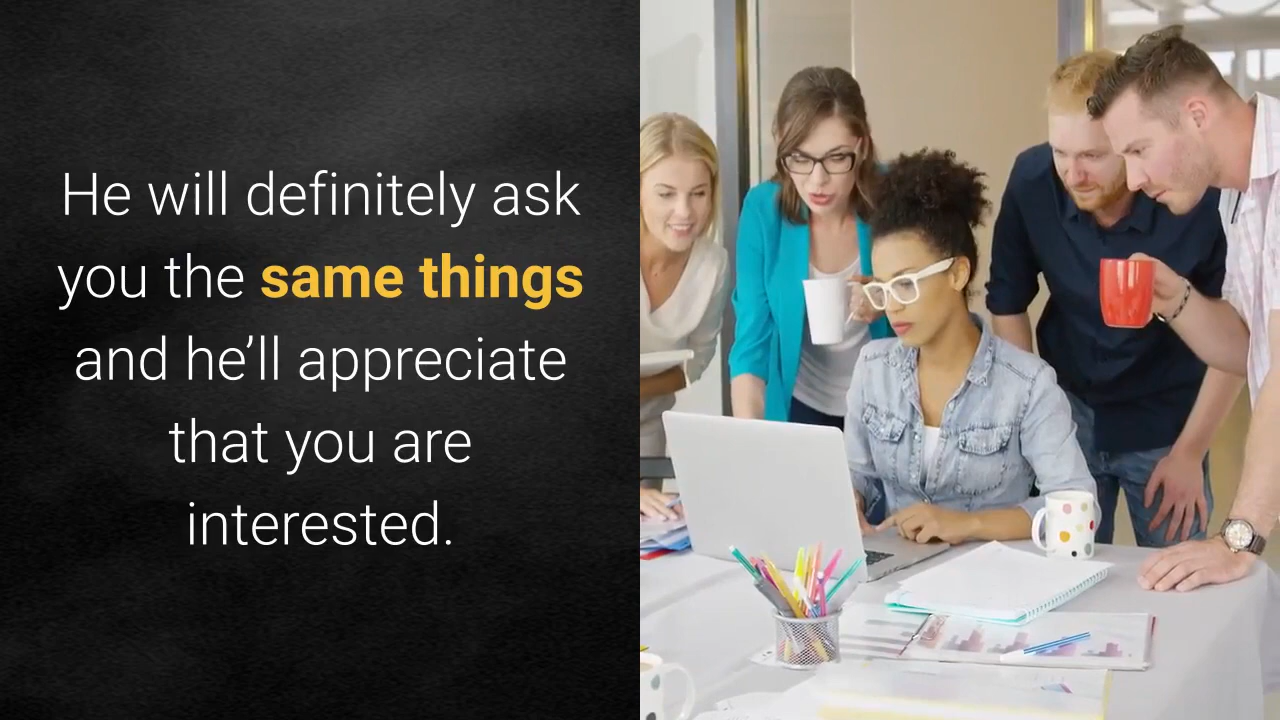 He will definitely ask
you the same things
and he’ll appreciate
that you are
interested.